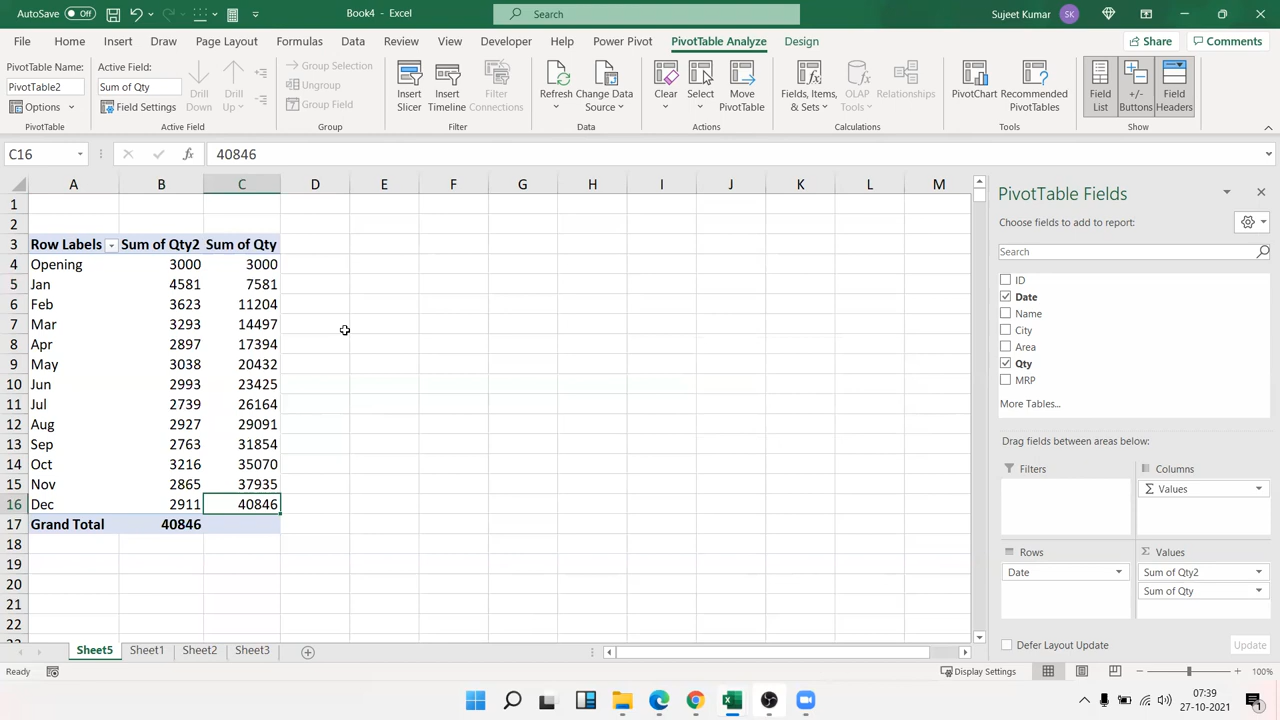 AutoSave Off Book4 - Excel Search Sujeet Kumar SK
File Home Insert Draw Page Layout Formulas Data Review View Developer Help Power Pivot PivotTable Analyze Design Share Comments
PivotTable Name:
PivotTable2
Options
PivotTable
Active Field:
Sum of Qty
Field Settings
Drill Down
Drill Up
Active Field
Group Selection
Ungroup
Group Field
Group
Insert Slicer
Insert Timeline
Filter Connections
Filter
Refresh
Change Data Source
Data
Clear
Select
Move PivotTable
Actions
Fields, Items, & Sets
OLAP Tools
Relationships
Calculations
PivotChart
Recommended PivotTables
Tools
Field List
+/- Buttons
Field Headers
Show
C16 fx 40846
A B C D E F G H I J K L M
1
2
3 Row Labels Sum of Qty2 Sum of Qty
4 Opening 3000 3000
5 Jan 4581 7581
6 Feb 3623 11204
7 Mar 3293 14497
8 Apr 2897 17394
9 May 3038 20432
10 Jun 2993 23425
11 Jul 2739 26164
12 Aug 2927 29091
13 Sep 2763 31854
14 Oct 3216 35070
15 Nov 2865 37935
16 Dec 2911 40846
17 Grand Total 40846
18
19
20
21
22
PivotTable Fields
Choose fields to add to report:
Search
ID
Date
Name
City
Area
Qty
MRP
More Tables...
Drag fields between areas below:
Filters
Columns
Σ Values
Rows
Date
Σ Values
Sum of Qty2
Sum of Qty
Defer Layout Update Update
Sheet5 Sheet1 Sheet2 Sheet3
Ready Display Settings 100%
07:39
27-10-2021
1